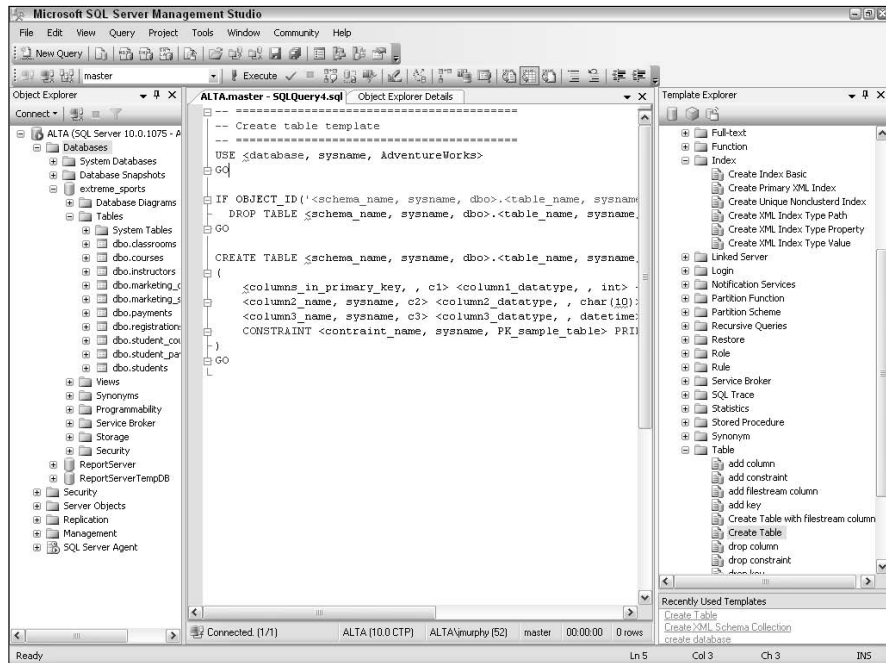 Microsoft SQL Server Management Studio
File Edit View Query Project Tools Window Community Help
New Query
master
Execute
Object Explorer
Connect
ALTA (SQL Server 10.0.1075 - A
Databases
System Databases
Database Snapshots
extreme_sports
Database Diagrams
Tables
System Tables
dbo.classrooms
dbo.courses
dbo.instructors
dbo.marketing_c
dbo.marketing_s
dbo.payments
dbo.registration
dbo.student_cou
dbo.student_pa
dbo.students
Views
Synonyms
Programmability
Service Broker
Storage
Security
ReportServer
ReportServerTempDB
Security
Server Objects
Replication
Management
SQL Server Agent
ALTA.master - SQLQuery4.sql Object Explorer Details
-- =========================================
-- Create table template
-- =========================================
USE <database, sysname, AdventureWorks>
GO
IF OBJECT_ID('<schema_name, sysname, dbo>.<table_name, sysname
DROP TABLE <schema_name, sysname, dbo>.<table_name, sysname,
GO
CREATE TABLE <schema_name, sysname, dbo>.<table_name, sysname,
(
<columns_in_primary_key, , c1> <column1_datatype, , int>
<column2_name, sysname, c2> <column2_datatype, , char(10)>
<column3_name, sysname, c3> <column3_datatype, , datetime>
CONSTRAINT <contraint_name, sysname, PK_sample_table> PRI
)
GO
Connected. (1/1) ALTA (10.0 CTP) ALTA\jmurphy (52) master 00:00:00 0 rows
Template Explorer
Full-text
Function
Index
Create Index Basic
Create Primary XML Index
Create Unique Nonclusterd Index
Create XML Index Type Path
Create XML Index Type Property
Create XML Index Type Value
Linked Server
Login
Notification Services
Partition Function
Partition Scheme
Recursive Queries
Restore
Role
Rule
Service Broker
SQL Trace
Statistics
Stored Procedure
Synonym
Table
add column
add constraint
add filestream column
add key
Create Table with filestream column
Create Table
drop column
drop constraint
drop key
Recently Used Templates
Create Table
Create XML Schema Collection
create database
Ready Ln 5 Col 3 Ch 3 INS